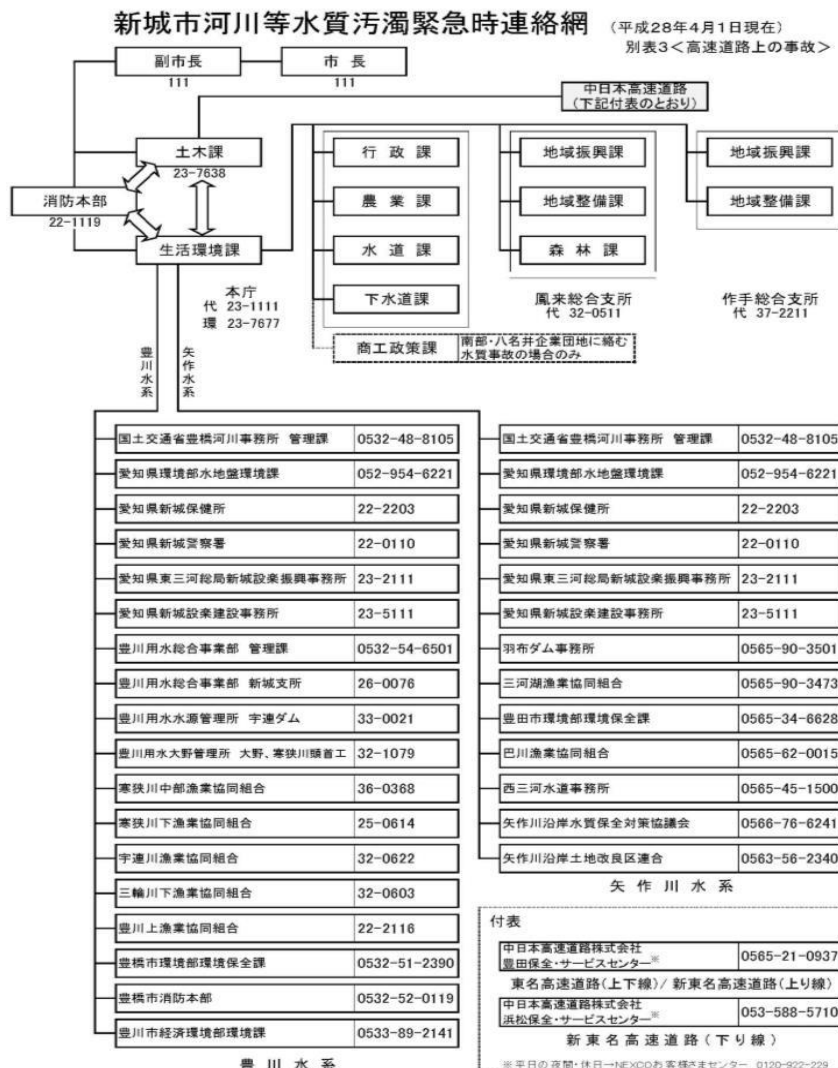 新城市河川等水質汚濁緊急時連絡網
(平成28年4月1日現在)
別表3<高速道路上の事故>
副市長
111
市 長
111
中日本高速道路
(下記付表のとおり)
土木課
23-7638
消防本部
22-1119
生活環境課
本庁
代 23-1111
環 23-7677
行 政 課
農 業 課
水 道 課
下水道課
商工政策課
南部・八名井企業団地に絡む
水質事故の場合のみ
地域振興課
地域整備課
森 林 課
鳳来総合支所
代 32-0511
地域振興課
地域整備課
作手総合支所
代 37-2211
豊川水系
矢作水系
国土交通省豊橋河川事務所 管理課 0532-48-8105
愛知県環境部水地盤環境課 052-954-6221
愛知県新城保健所 22-2203
愛知県新城警察署 22-0110
愛知県東三河総局新城設楽振興事務所 23-2111
愛知県新城設楽建設事務所 23-5111
豊川用水総合事業部 管理課 0532-54-6501
豊川用水総合事業部 新城支所 26-0076
豊川用水水源管理所 宇連ダム 33-0021
豊川用水大野管理所 大野、寒狭川頭首工 32-1079
寒狭川中部漁業協同組合 36-0368
寒狭川下漁業協同組合 25-0614
宇連川漁業協同組合 32-0622
三輪川下漁業協同組合 32-0603
豊川上漁業協同組合 22-2116
豊橋市環境部環境保全課 0532-51-2390
豊橋市消防本部 0532-52-0119
豊川市経済環境部環境課 0533-89-2141
豊 川 水 系
国土交通省豊橋河川事務所 管理課 0532-48-8105
愛知県環境部水地盤環境課 052-954-6221
愛知県新城保健所 22-2203
愛知県新城警察署 22-0110
愛知県東三河総局新城設楽振興事務所 23-2111
愛知県新城設楽建設事務所 23-5111
羽布ダム事務所 0565-90-3501
三河湖漁業協同組合 0565-90-3473
豊田市環境部環境保全課 0565-34-6628
巴川漁業協同組合 0565-62-0015
西三河水道事務所 0565-45-1500
矢作川沿岸水質保全対策協議会 0566-76-6241
矢作川沿岸土地改良区連合 0563-56-2340
矢 作 川 水 系
付表
中日本高速道路株式会社
豊田保全・サービスセンター※ 0565-21-0937
東名高速道路(上下線)/ 新東名高速道路(上り線)
中日本高速道路株式会社
浜松保全・サービスセンター※ 053-588-5710
新東名高速道路(下り線)
※平日の夜間・休日→NEXCOお客様さまセンター 0120-922-229